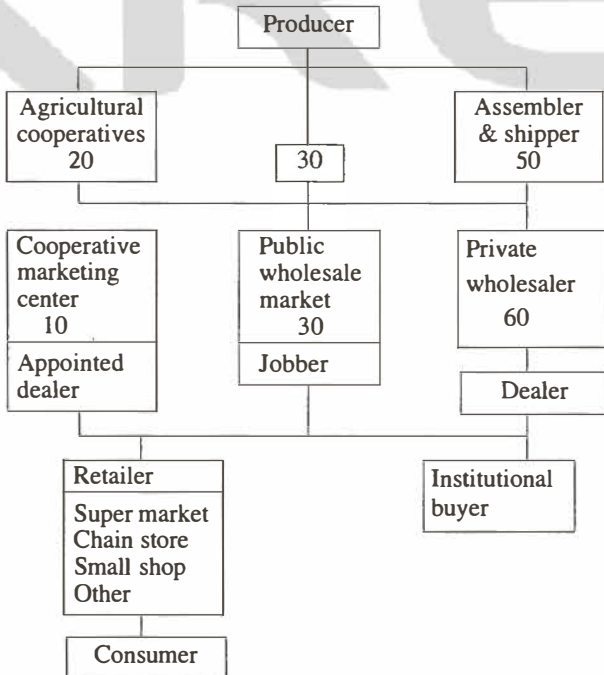 Producer
Agricultural
cooperatives
20
30
Assembler
& shipper
50
Cooperative
marketing
center
10
Appointed
dealer
Public
wholesale
market
30
Jobber
Private
wholesaler
60
Dealer
Retailer
Super market
Chain store
Small shop
Other
Institutional
buyer
Consumer